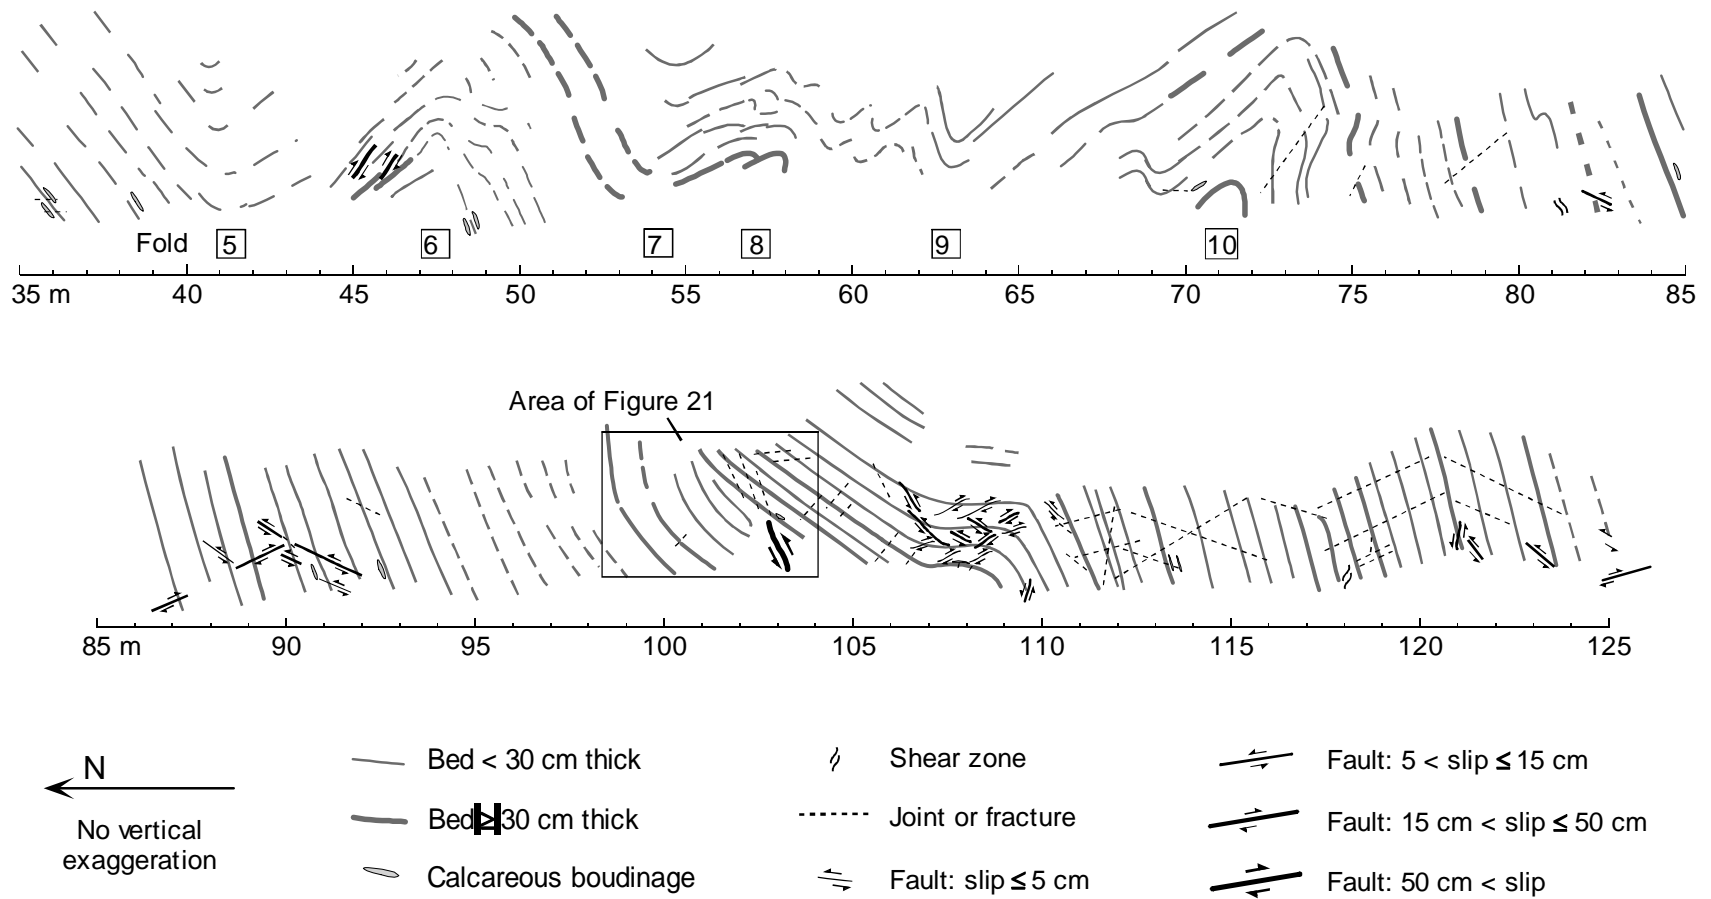 Fold 5 6 7 8 9 10
35 m 40 45 50 55 60 65 70 75 80 85
Area of Figure 21
85 m 90 95 100 105 110 115 120 125
N
No vertical
exaggeration
Bed < 30 cm thick
Bed ≥ 30 cm thick
Calcareous boudinage
Shear zone
Joint or fracture
Fault: slip ≤ 5 cm
Fault: 5 < slip ≤ 15 cm
Fault: 15 cm < slip ≤ 50 cm
Fault: 50 cm < slip